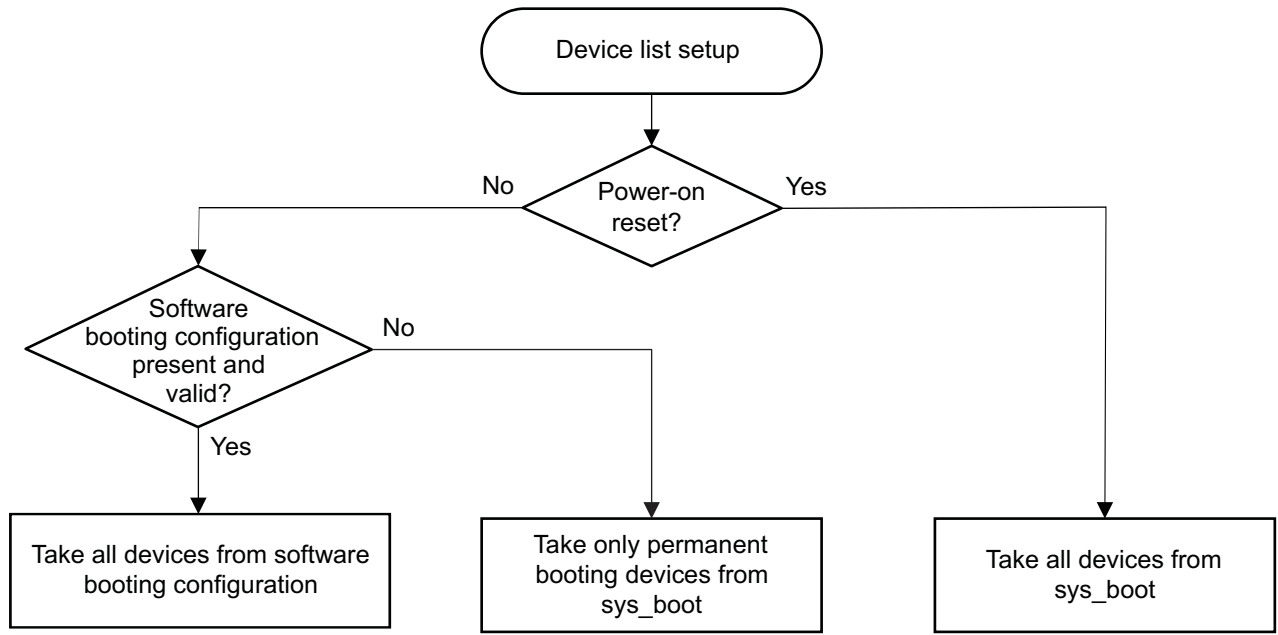 Device list setup
No
Power-on
reset?
Yes
Software
booting configuration
present and
valid?
No
Yes
Take all devices from software
booting configuration
Take only permanent
booting devices from
sys_boot
Take all devices from
sys_boot